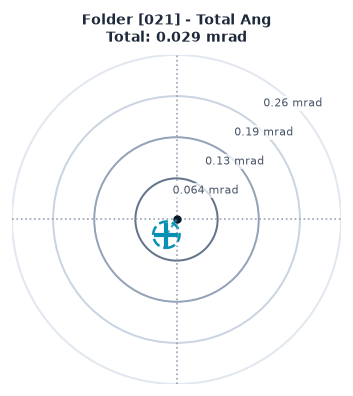 Folder [021] - Total Ang
Total: 0.029 mrad
0.26 mrad
0.19 mrad
0.13 mrad
0.064 mrad